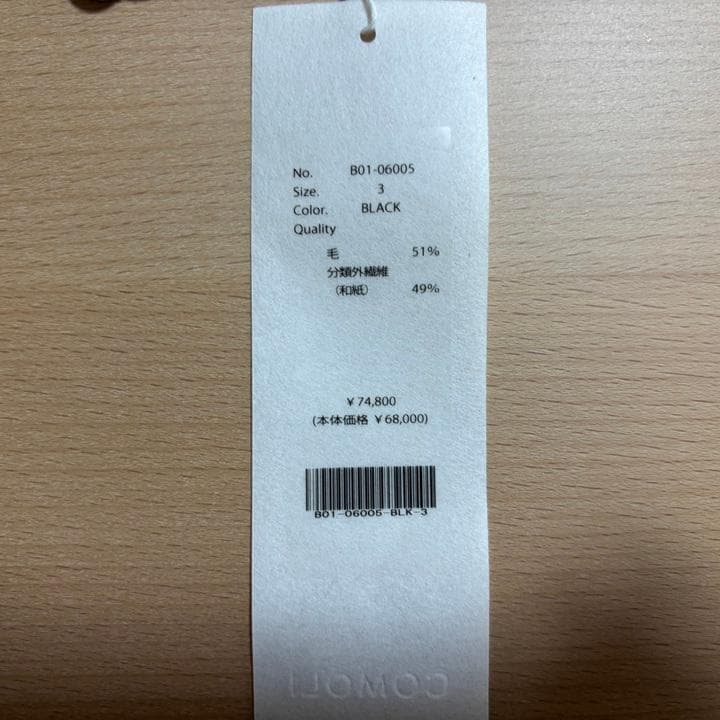 No. B01-06005
Size. 3
Color. BLACK
Quality
毛 51%
分類外繊維
(和紙) 49%
¥74,800
(本体価格 ¥68,000)
B01-06005-BLK-3
COMOLI